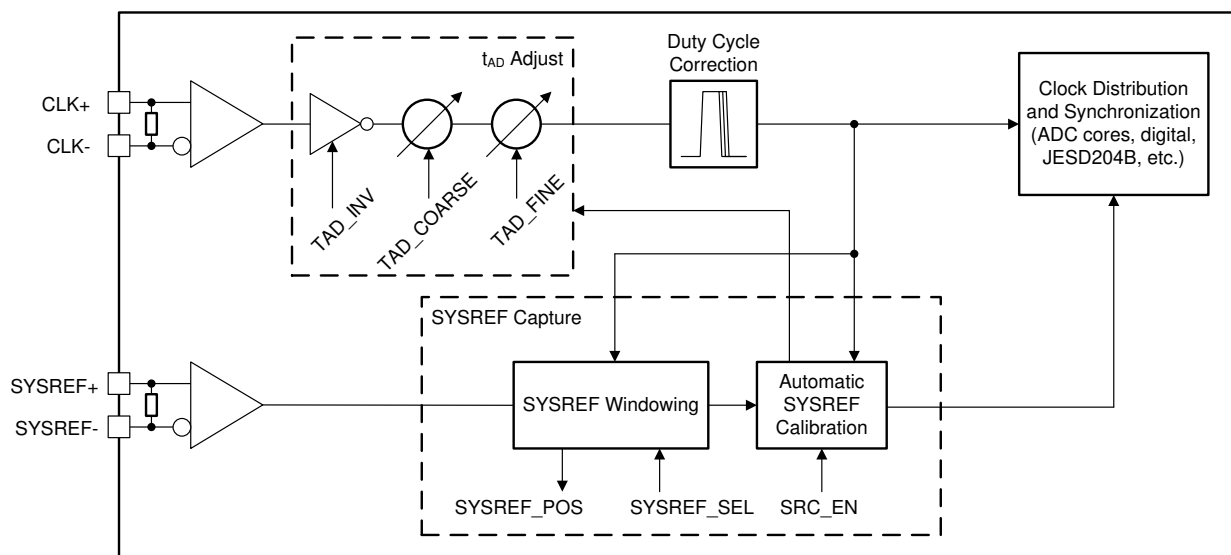 t_AD Adjust
Duty Cycle
Correction
CLK+
CLK-
TAD_INV
TAD_COARSE
TAD_FINE
Clock Distribution
and Synchronization
(ADC cores, digital,
JESD204B, etc.)
SYSREF Capture
SYSREF+
SYSREF-
SYSREF Windowing
Automatic
SYSREF
Calibration
SYSREF_POS
SYSREF_SEL
SRC_EN